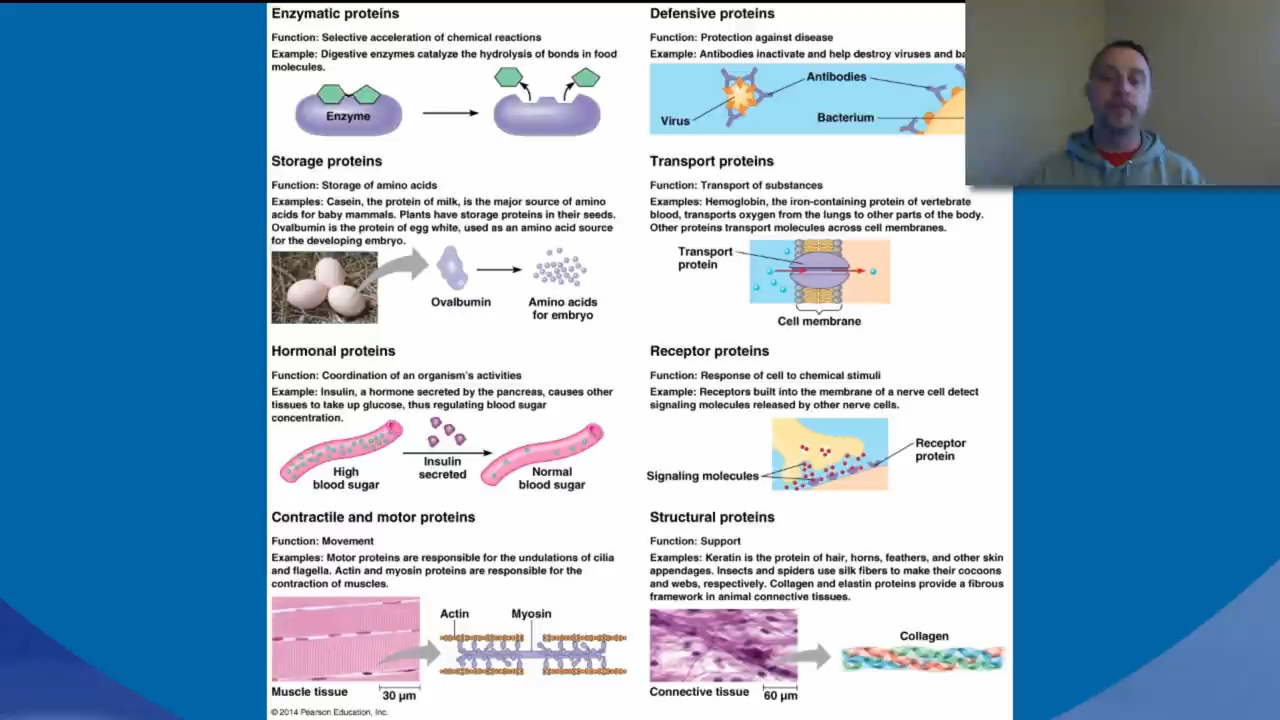 Enzymatic proteins
Function: Selective acceleration of chemical reactions
Example: Digestive enzymes catalyze the hydrolysis of bonds in food
molecules.
Enzyme
Defensive proteins
Function: Protection against disease
Example: Antibodies inactivate and help destroy viruses and
Antibodies
Virus
Bacterium
Storage proteins
Function: Storage of amino acids
Examples: Casein, the protein of milk, is the major source of amino
acids for baby mammals. Plants have storage proteins in their seeds.
Ovalbumin is the protein of egg white, used as an amino acid source
for the developing embryo.
Ovalbumin
Amino acids
for embryo
Transport proteins
Function: Transport of substances
Examples: Hemoglobin, the iron-containing protein of vertebrate
blood, transports oxygen from the lungs to other parts of the body.
Other proteins transport molecules across cell membranes.
Transport
protein
Cell membrane
Hormonal proteins
Function: Coordination of an organism's activities
Example: Insulin, a hormone secreted by the pancreas, causes other
tissues to take up glucose, thus regulating blood sugar
concentration.
High
blood sugar
Insulin
secreted
Normal
blood sugar
Receptor proteins
Function: Response of cell to chemical stimuli
Example: Receptors built into the membrane of a nerve cell detect
signaling molecules released by other nerve cells.
Receptor
protein
Signaling molecules
Contractile and motor proteins
Function: Movement
Examples: Motor proteins are responsible for the undulations of cilia
and flagella. Actin and myosin proteins are responsible for the
contraction of muscles.
Actin
Myosin
Muscle tissue
30 µm
Structural proteins
Function: Support
Examples: Keratin is the protein of hair, horns, feathers, and other skin
appendages. Insects and spiders use silk fibers to make their cocoons
and webs, respectively. Collagen and elastin proteins provide a fibrous
framework in animal connective tissues.
Collagen
Connective tissue
60 µm
© 2014 Pearson Education, Inc.